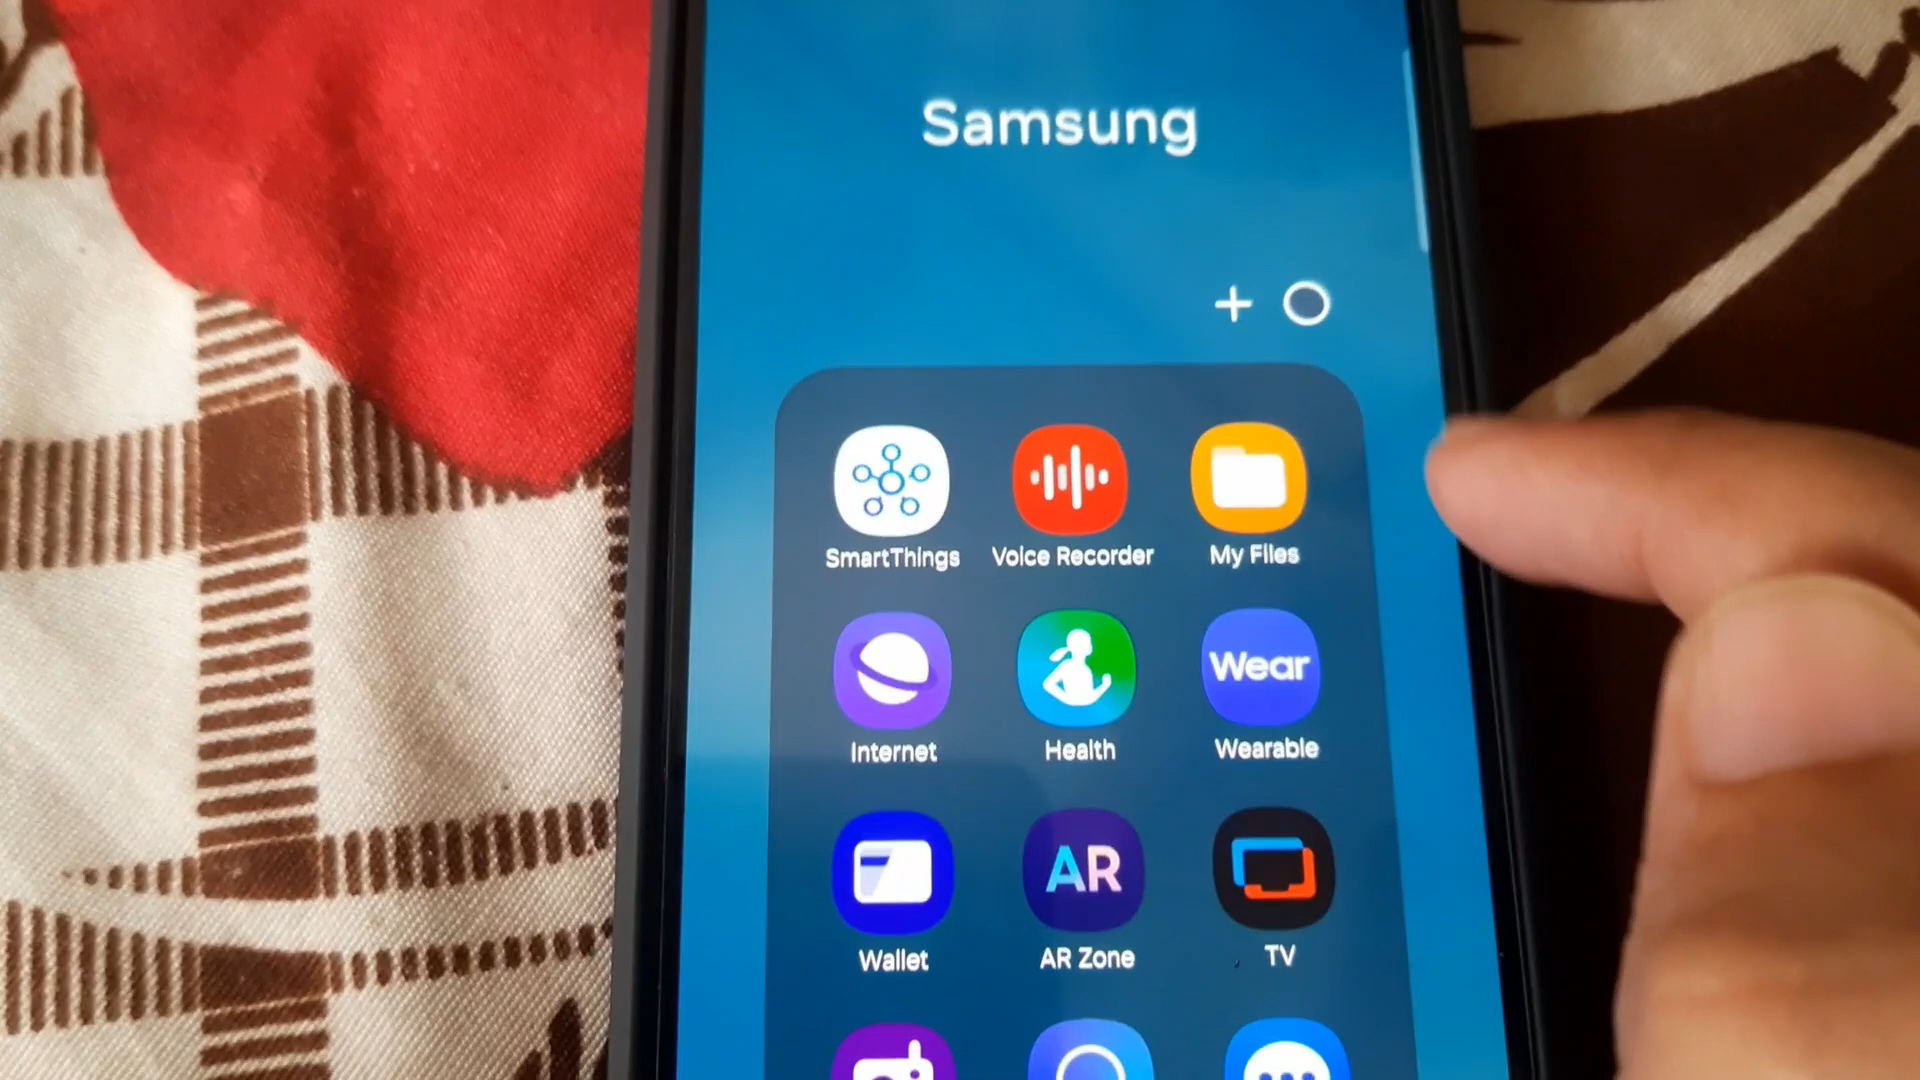 Samsung
SmartThings Voice Recorder My Files
Wear
Internet Health Wearable
AR
Wallet AR Zone TV